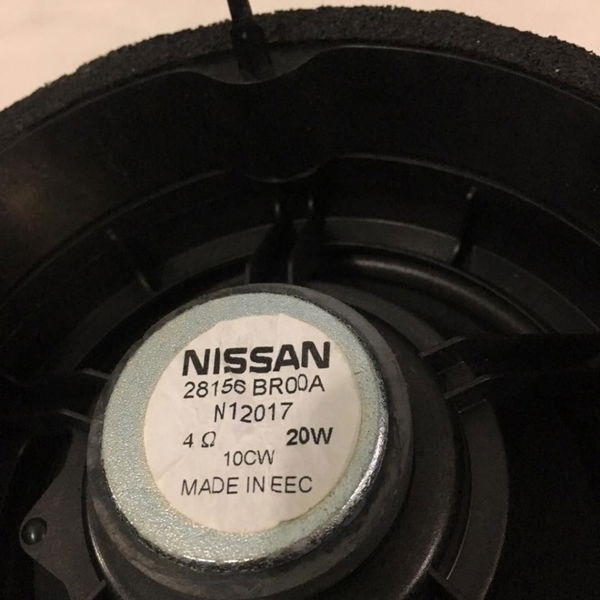 NISSAN
28156 BR00A
N12017
4 Ω 20W
10CW
MADE IN EEC